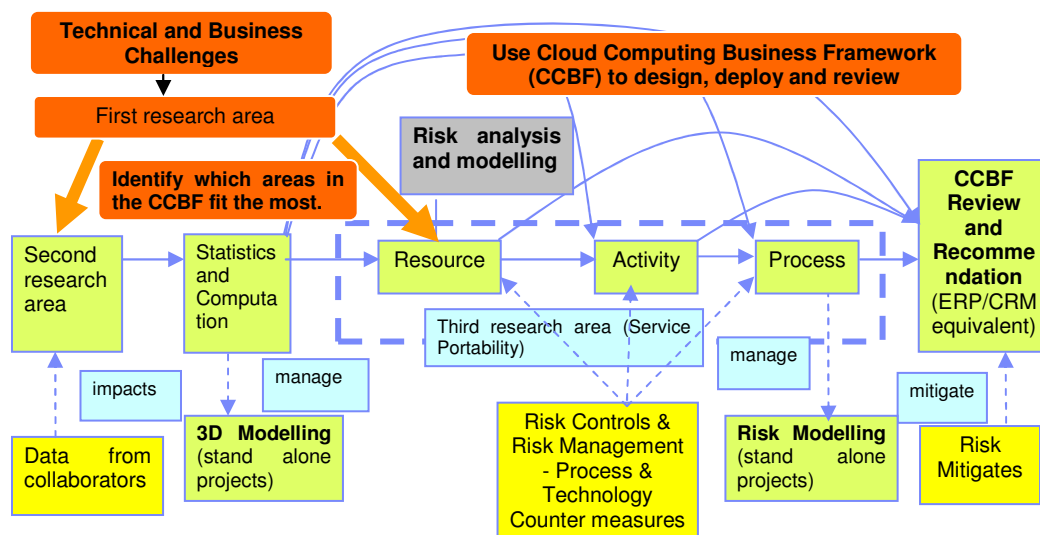 Technical and Business
Challenges
Use Cloud Computing Business Framework
(CCBF) to design, deploy and review
First research area
Risk analysis
and modelling
Identify which areas in
the CCBF fit the most.
CCBF
Review
and
Recomme
ndation
(ERP/CRM
equivalent)
Second
research
area
Statistics
and
Computa
tion
Resource
Activity
Process
Third research area (Service
Portability)
impacts
manage
manage
mitigate
Data from
collaborators
3D Modelling
(stand alone
projects)
Risk Controls &
Risk Management
- Process &
Technology
Counter measures
Risk Modelling
(stand alone
projects)
Risk
Mitigates